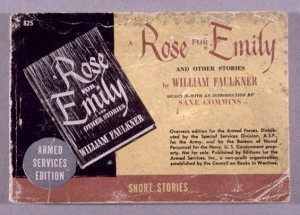 825
A Rose FOR Emily
AND OTHER STORIES
by WILLIAM FAULKNER
SELECTED WITH AN INTRODUCTION BY
SAXE COMMINS
A
Rose
FOR
Emily
AND
OTHER STORIES
WILLIAM FAULKNER
Overseas edition for the Armed Forces. Distrib-
uted by the Special Services Division, A.S.F.,
for the Army, and by the Bureau of Naval
Personnel for the Navy. U. S. Government prop-
erty. Not for sale. Published by Editions for the
Armed Services, Inc., a non-profit organization
established by the Council on Books in Wartime.
ARMED
SERVICES
EDITION
SHORT STORIES